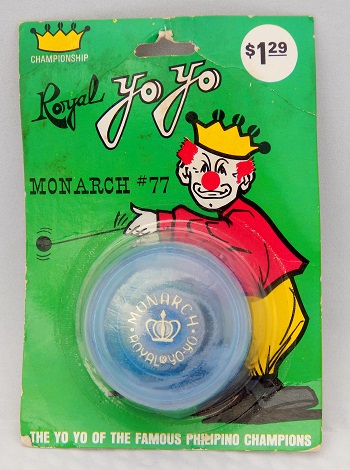 CHAMPIONSHIP
$1.29
Royal yo yo
MONARCH #77
MONARCH
ROYAL YO-YO
THE YO YO OF THE FAMOUS PHILIPINO CHAMPIONS